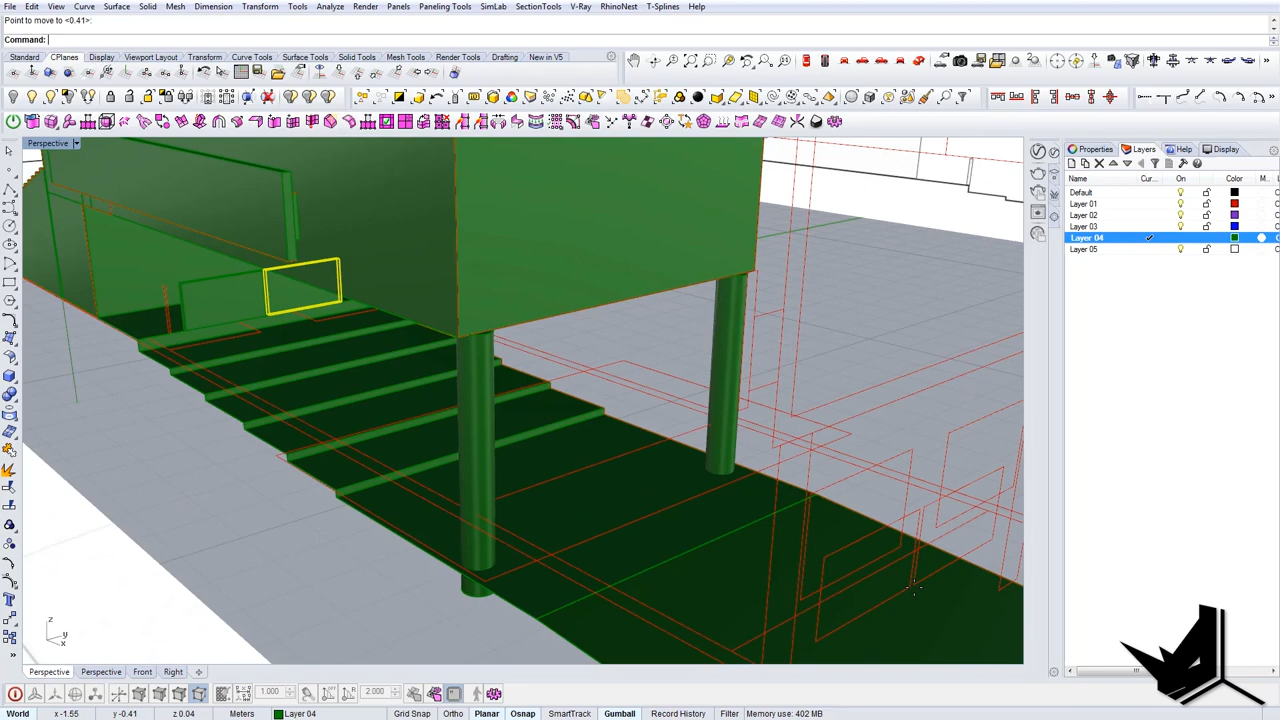 File Edit View Curve Surface Solid Mesh Dimension Transform Tools Analyze Render Panels Paneling Tools SimLab SectionTools V-Ray RhinoNest T-Splines Help
Point to move to <0.41>:
Command:
Standard CPlanes Display Viewport Layout Transform Curve Tools Surface Tools Solid Tools Mesh Tools Render Tools Drafting New in V5
Perspective
Properties Layers Help Display
Name Cur... On Color M...
Default
Layer 01
Layer 02
Layer 03
Layer 04
Layer 05
z
y
x
Perspective Perspective Front Right
1.000 2.000
World x -1.55 y -0.41 z 0.04 Meters Layer 04 Grid Snap Ortho Planar Osnap SmartTrack Gumball Record History Filter Memory use: 402 MB